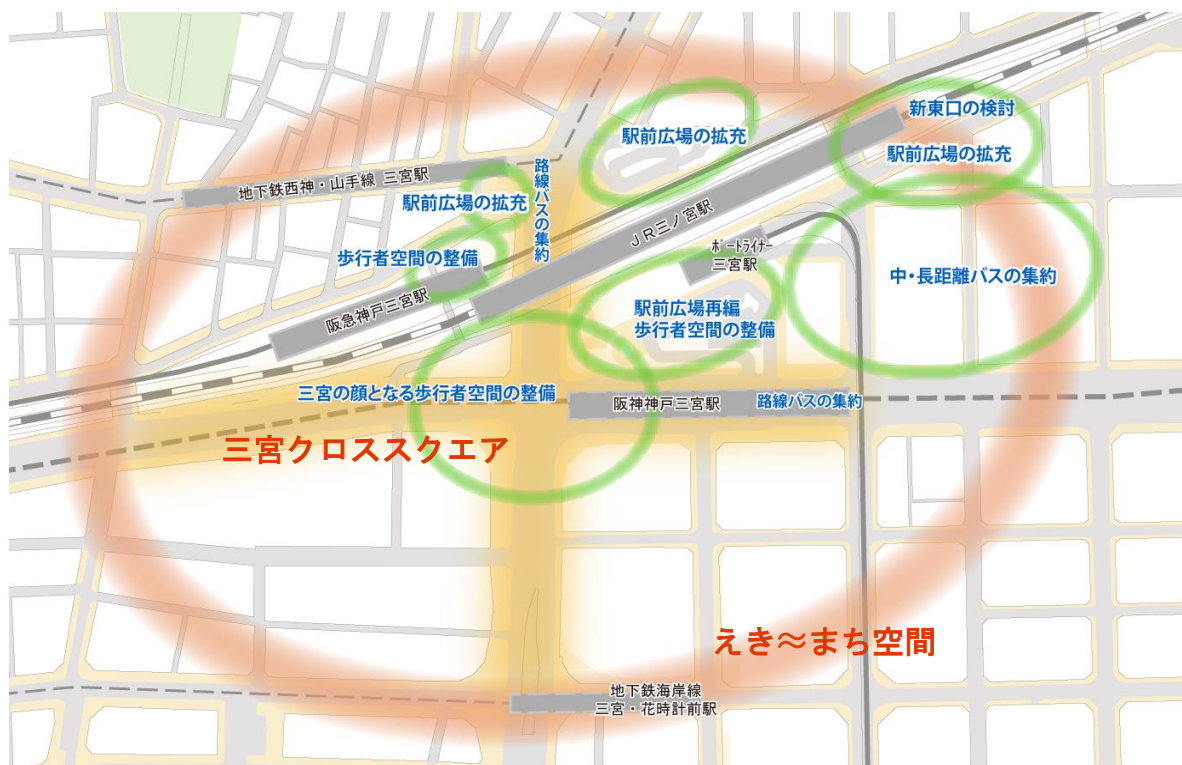 新東口の検討
駅前広場の拡充
駅前広場の拡充
地下鉄西神・山手線 三宮駅
路線バスの集約
駅前広場の拡充
JR三ノ宮駅
歩行者空間の整備
ポートライナー
三宮駅
中・長距離バスの集約
阪急神戸三宮駅
駅前広場再編
歩行者空間の整備
三宮の顔となる歩行者空間の整備
阪神神戸三宮駅
路線バスの集約
三宮クロススクエア
えき≈まち空間
地下鉄海岸線
三宮・花時計前駅